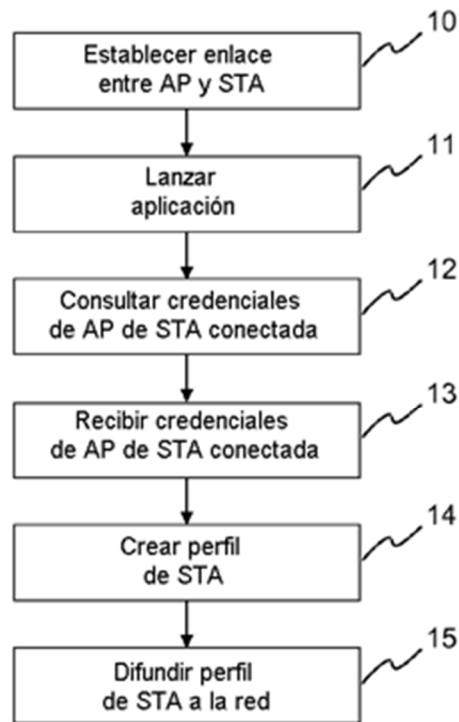 10
Establecer enlace
entre AP y STA
11
Lanzar
aplicación
12
Consultar credenciales
de AP de STA conectada
13
Recibir credenciales
de AP de STA conectada
14
Crear perfil
de STA
15
Difundir perfil
de STA a la red